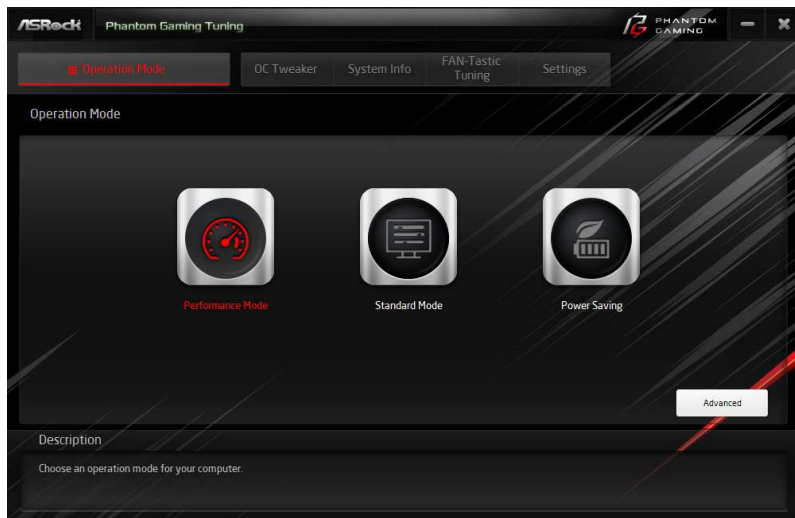 ASRock
Phantom Gaming Tuning
PHANTOM
GAMING
Operation Mode
OC Tweaker
System Info
FAN-Tastic
Tuning
Settings
Operation Mode
Performance Mode
Standard Mode
Power Saving
Advanced
Description
Choose an operation mode for your computer.